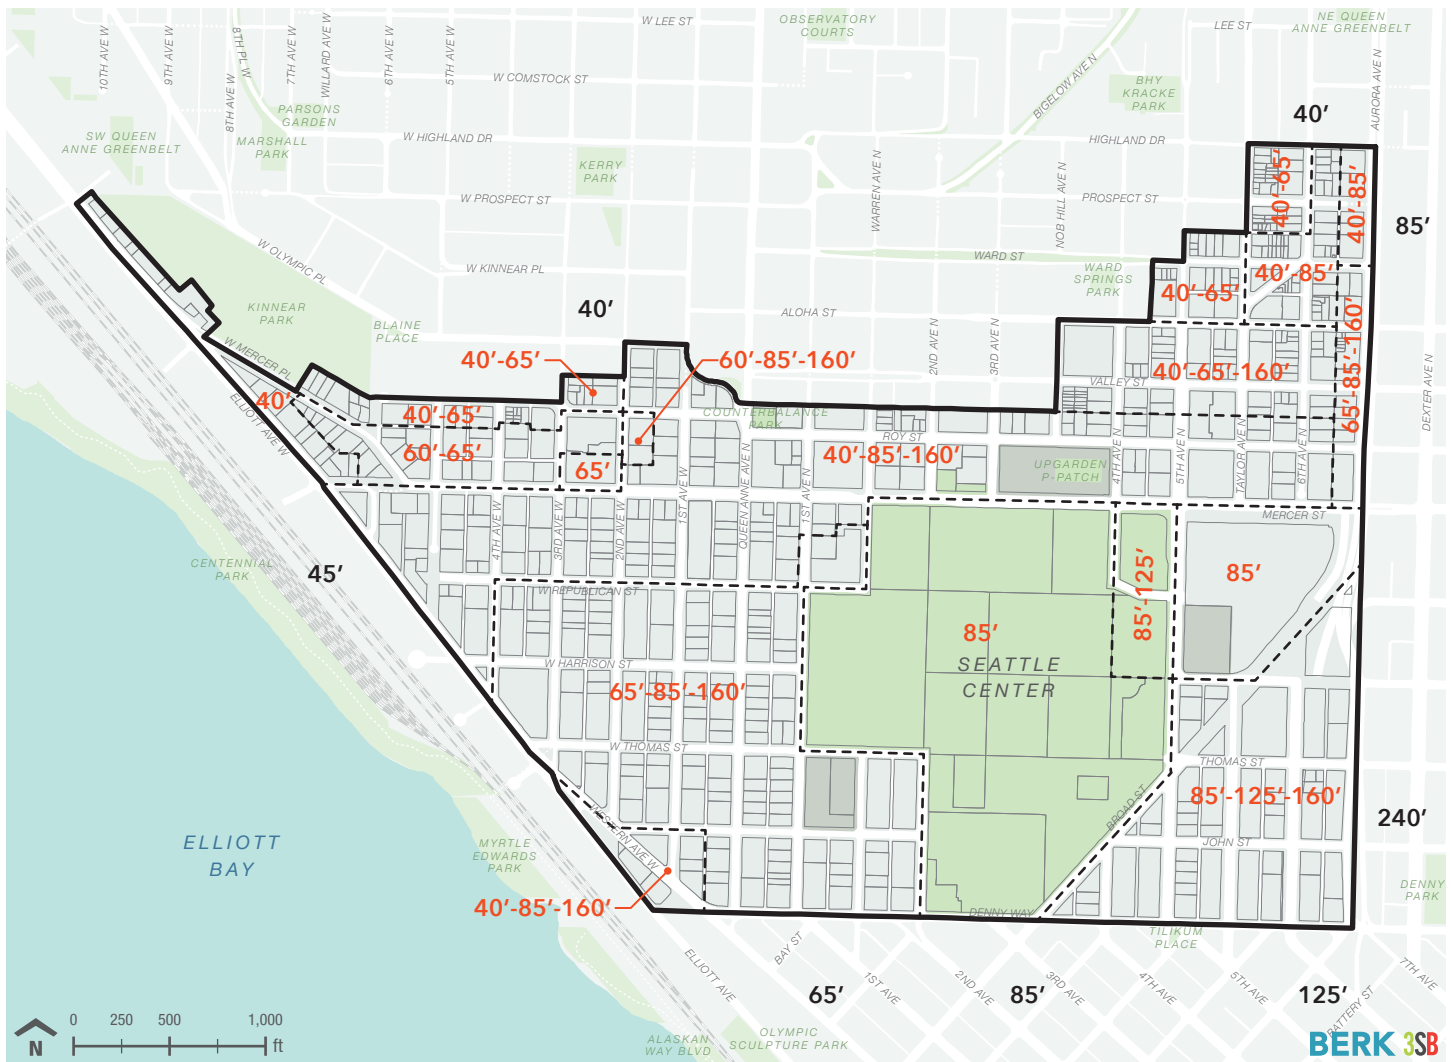 W LEE ST
OBSERVATORY
COURTS
LEE ST
NE QUEEN
ANNE GREENBELT
10TH AVE W
9TH AVE W
8TH PL W
8TH AVE W
7TH AVE W
WILLARD AVE W
6TH AVE W
5TH AVE W
W COMSTOCK ST
BIGELOW AVE N
BHY
KRACKE
PARK
AURORA AVE N
PARSONS
GARDEN
SW QUEEN
ANNE GREENBELT
MARSHALL
PARK
W HIGHLAND DR
HIGHLAND DR
40'
KERRY
PARK
WARREN AVE N
NOB HILL AVE N
W PROSPECT ST
PROSPECT ST
40'-65'
40'-85'
85'
W OLYMPIC PL
W KINNEAR PL
WARD ST
WARD
SPRINGS
PARK
40'-85'
40'-65'
KINNEAR
PARK
40'
ALOHA ST
BLAINE
PLACE
2ND AVE N
3RD AVE N
65'-85'-160'
W MERCER PL
40'-65'
60'-85'-160'
40'-65'-160'
VALLEY ST
DEXTER AVE N
40'
ELLIOTT AVE W
40'-65'
COUNTERBALANCE
PARK
ROY ST
60'-65'
65'
40'-85'-160'
UPGARDEN
P-PATCH
4TH AVE N
5TH AVE N
TAYLOR AVE N
6TH AVE N
4TH AVE W
3RD AVE W
2ND AVE W
1ST AVE W
QUEEN ANNE AVE N
1ST AVE N
MERCER ST
CENTENNIAL
PARK
45'
W REPUBLICAN ST
85'-125'
85'
85'
SEATTLE
CENTER
W HARRISON ST
65'-85'-160'
W THOMAS ST
THOMAS ST
85'-125'-160'
BROAD ST
WESTERN AVE W
240'
ELLIOTT
BAY
MYRTLE
EDWARDS
PARK
JOHN ST
DENNY
PARK
40'-85'-160'
DENNY WAY
TILIKUM
PLACE
BAY ST
ELLIOTT AVE
1ST AVE
2ND AVE
3RD AVE
4TH AVE
5TH AVE
7TH AVE
65'
85'
125'
BATTERY ST
0 250 500 1,000
ft
N
ALASKAN
WAY BLVD
OLYMPIC
SCULPTURE PARK
BERK 3SB